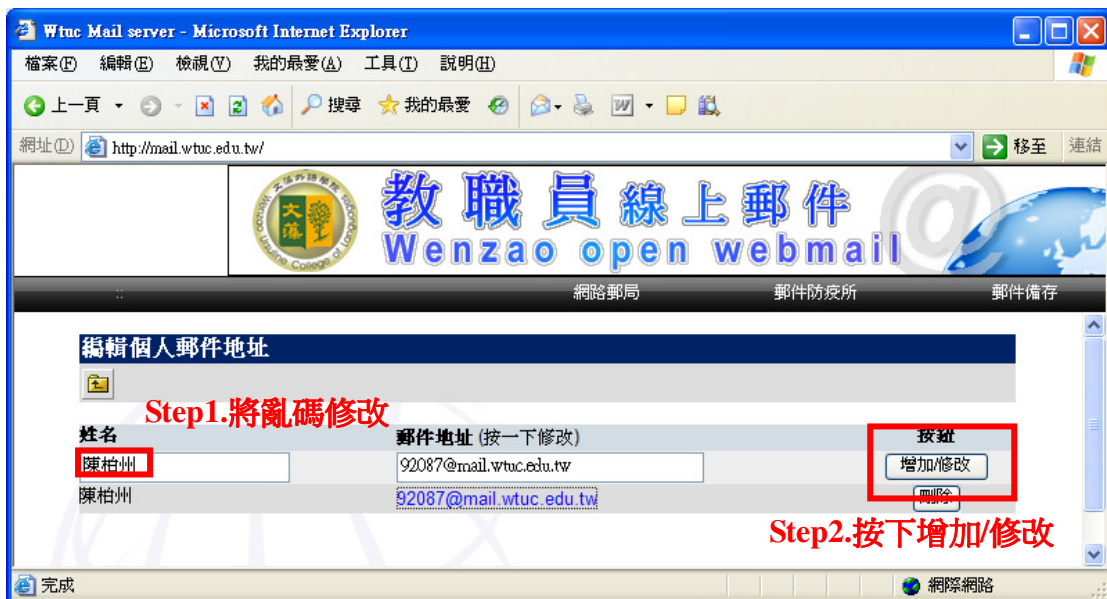 Wtuc Mail server - Microsoft Internet Explorer
檔案(F) 編輯(E) 檢視(V) 我的最愛(A) 工具(T) 說明(H)
上一頁 搜尋 我的最愛
網址(D) http://mail.wtuc.edu.tw/ 移至 連結
教職員線上郵件
Wenzao open webmail
文藻
:: 網路郵局 郵件防疫所 郵件備存
編輯個人郵件地址
Step1.將亂碼修改
姓名 郵件地址 (按一下修改) 按鈕
陳柏州 92087@mail.wtuc.edu.tw 增加/修改
陳柏州 92087@mail.wtuc.edu.tw 刪除
Step2.按下增加/修改
完成 網際網路